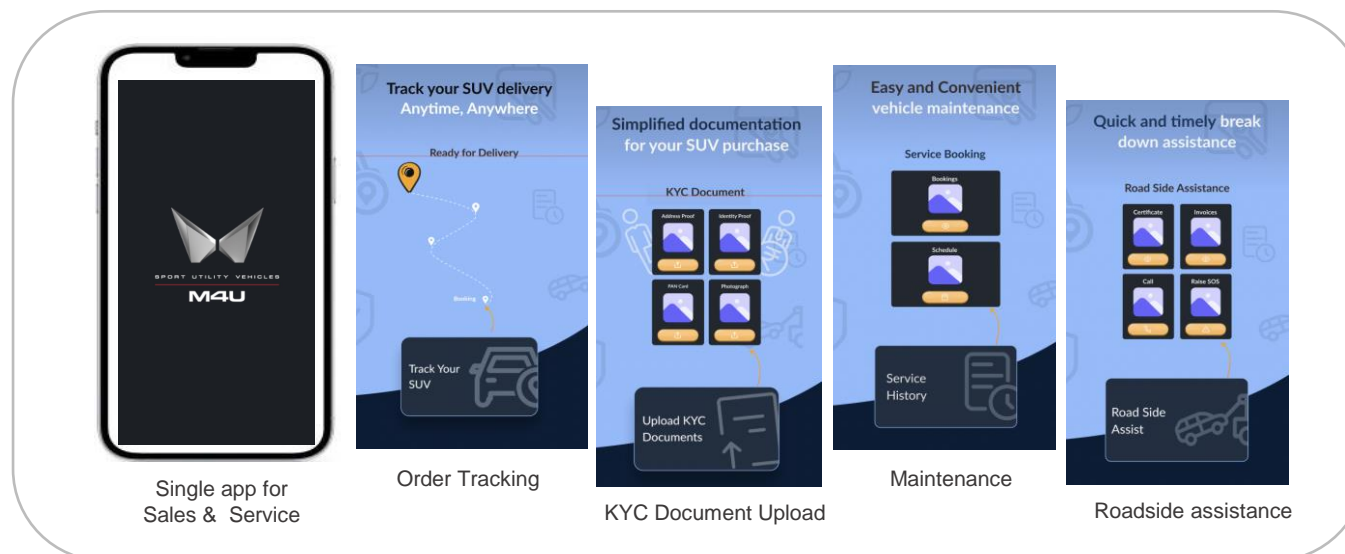 SPORT UTILITY VEHICLES
M4U
Single app for
Sales & Service
Track your SUV delivery
Anytime, Anywhere
Ready for Delivery
Booking
Track Your
SUV
Order Tracking
Simplified documentation
for your SUV purchase
KYC Document
Address Proof
Identity Proof
PAN Card
Photograph
Upload KYC
Documents
KYC Document Upload
Easy and Convenient
vehicle maintenance
Service Booking
Bookings
Schedule
Service
History
Maintenance
Quick and timely break
down assistance
Road Side Assistance
Certificate
Invoices
Call
Raise SOS
Road Side
Assist
Roadside assistance